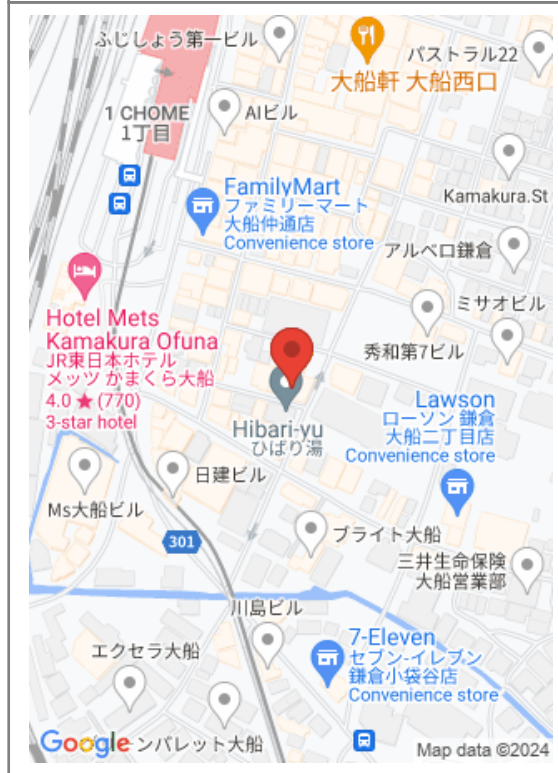 ふじしょう第一ビル
パストラル22
大船軒 大船西口
1 CHOME
1丁目
AIビル
Kamakura.St
FamilyMart
ファミリーマート
大船仲通店
Convenience store
アルベロ鎌倉
ミサオビル
Hotel Mets
Kamakura Ofuna
JR東日本ホテル
メッツ かまくら大船
4.0 ★ (770)
3-star hotel
秀和第7ビル
Lawson
ローソン 鎌倉
大船二丁目店
Convenience store
Hibari-yu
ひばり湯
日建ビル
Ms大船ビル
301
ブライト大船
三井生命保険
大船営業部
川島ビル
7-Eleven
セブン-イレブン
鎌倉小袋谷店
Convenience store
エクセラ大船
Google
ンパレット大船
Map data ©2024